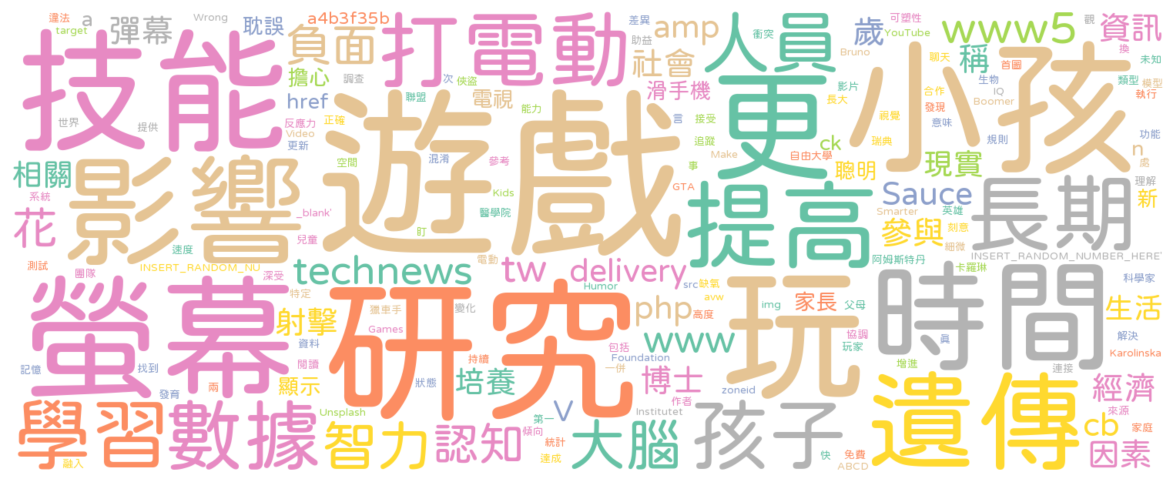 違法
target
彈幕
Wrong
耽誤
a4b3f35b
負面
打電動
差異
助益
amp
社會
人員
衝突
可塑性
YouTube
Bruno
歲
www5
觀
資訊
換
未知
技能
a
擔心
調查
href
世界
提供
反應力
Video
更新
正確
聯盟
次
俠盜
電視
能力
滑手機
言
接受
追蹤
事
Make
更
影片
長大
視覺
瑞典
自由大學
ck
聰明
稱
聊天
合作
發現
意味
生物
IQ
Boomer
首圖
規則
現實
小孩
類型
模型
執行
功能
n
處
理解
新
相關
系統
花
影響
速度
_blank'
兒童
空間
混淆
參考
Kids
醫學院
盯
電動
遊戲
GTA
提高
Smarter
Sauce
英雄
刻意
細微
參與
阿姆斯特丹
卡羅琳
長期
INSERT_RANDOM_NUMBER_HERE
科學家
測試
團隊
INSERT_RANDOM_NU
深受
technews
tw
delivery
Humor
src
缺氧
avw
螢幕
特定
射擊
獵車手
變化
Games
資料
閱讀
研究
php
高度
www
包括
Foundation
一併
img
家長
父母
協調
玩家
玩
zoneid
時間
增進
真
連接
生活
解決
Karolinska
記憶
找到
發育
兩
顯示
狀態
持續
培養
V
作者
博士
Institutet
經濟
來源
cb
家庭
學習
融入
數據
Unsplash
智力
認知
第一
傾向
統計
速成
大腦
孩子
快
免費
ABCD
遺傳
因素